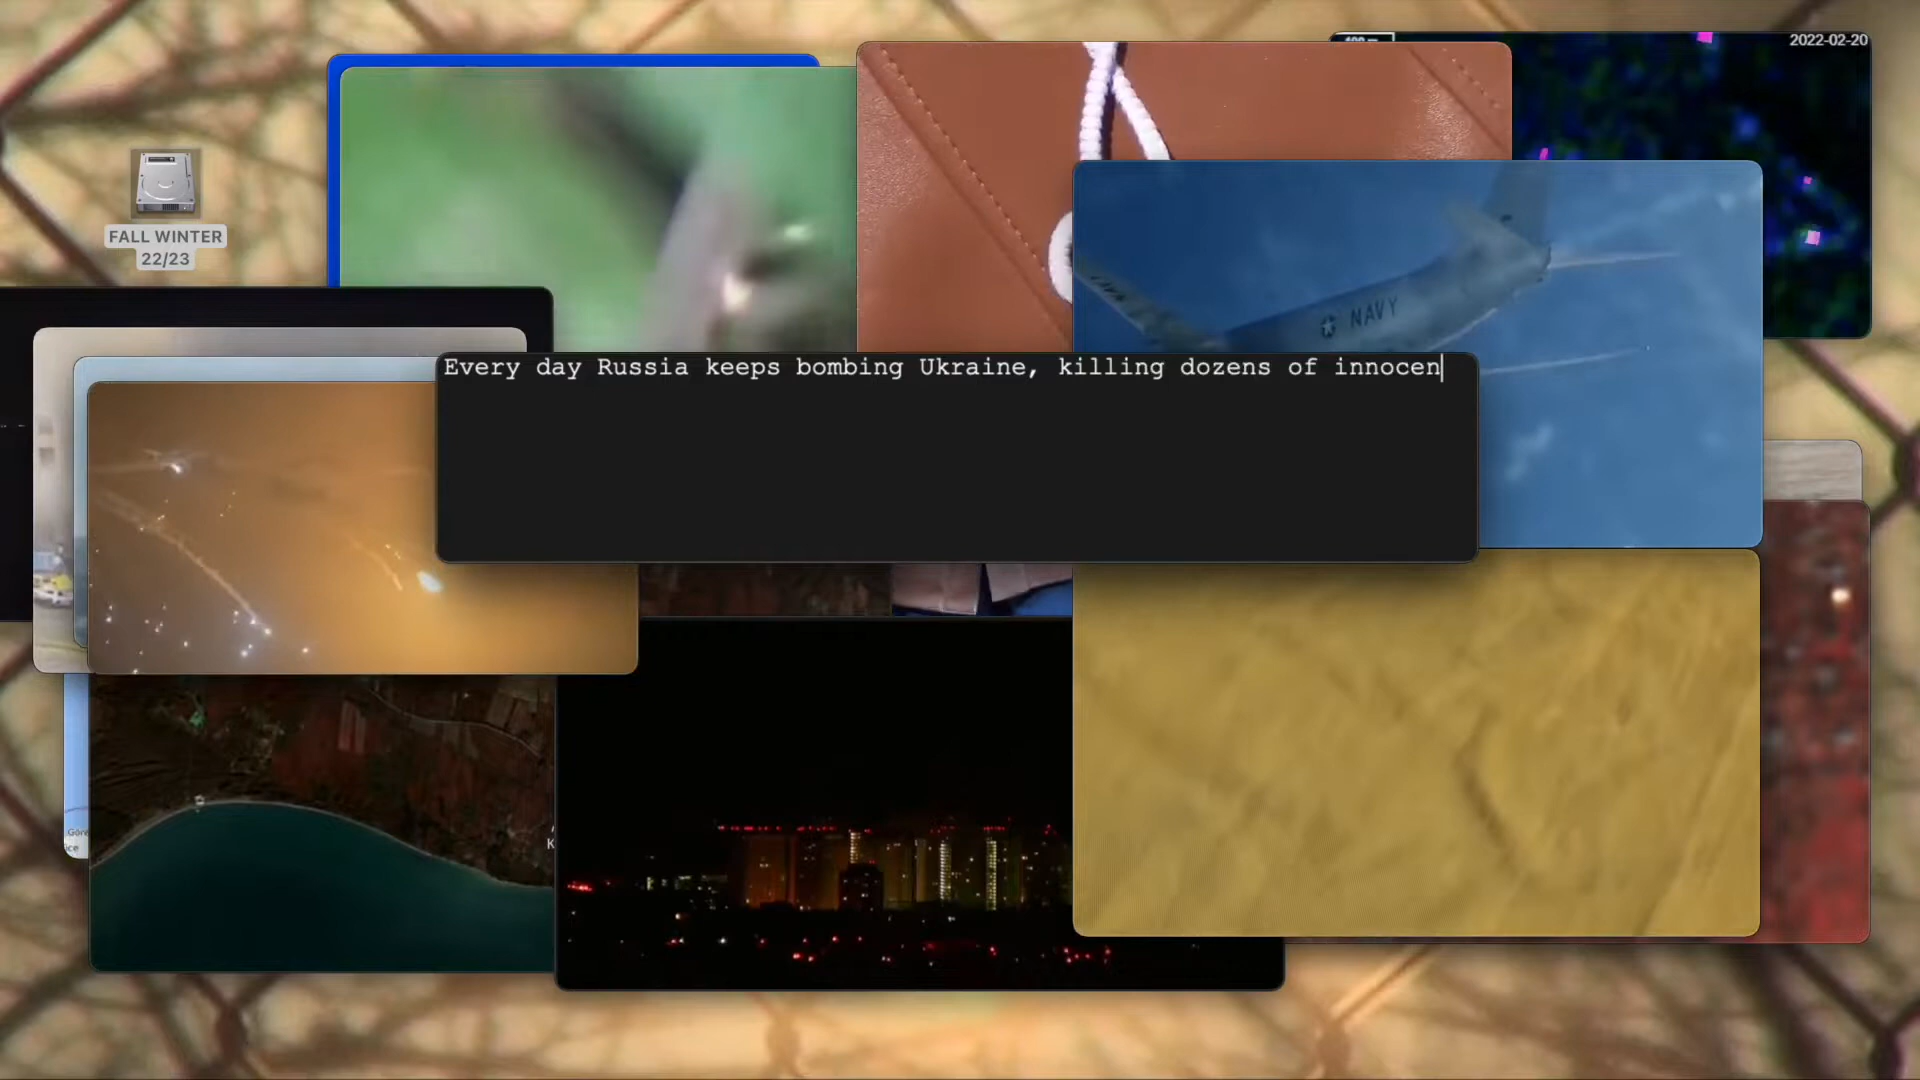 2022-02-20
FALL WINTER
22/23
NAVY
Every day Russia keeps bombing Ukraine, killing dozens of innocen
K